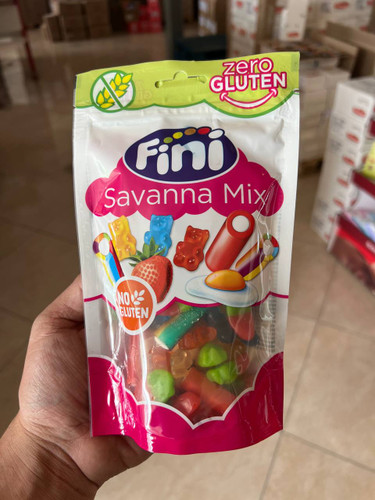 zero
GLUTEN
Fini
Savanna Mix
NO
GLUTEN